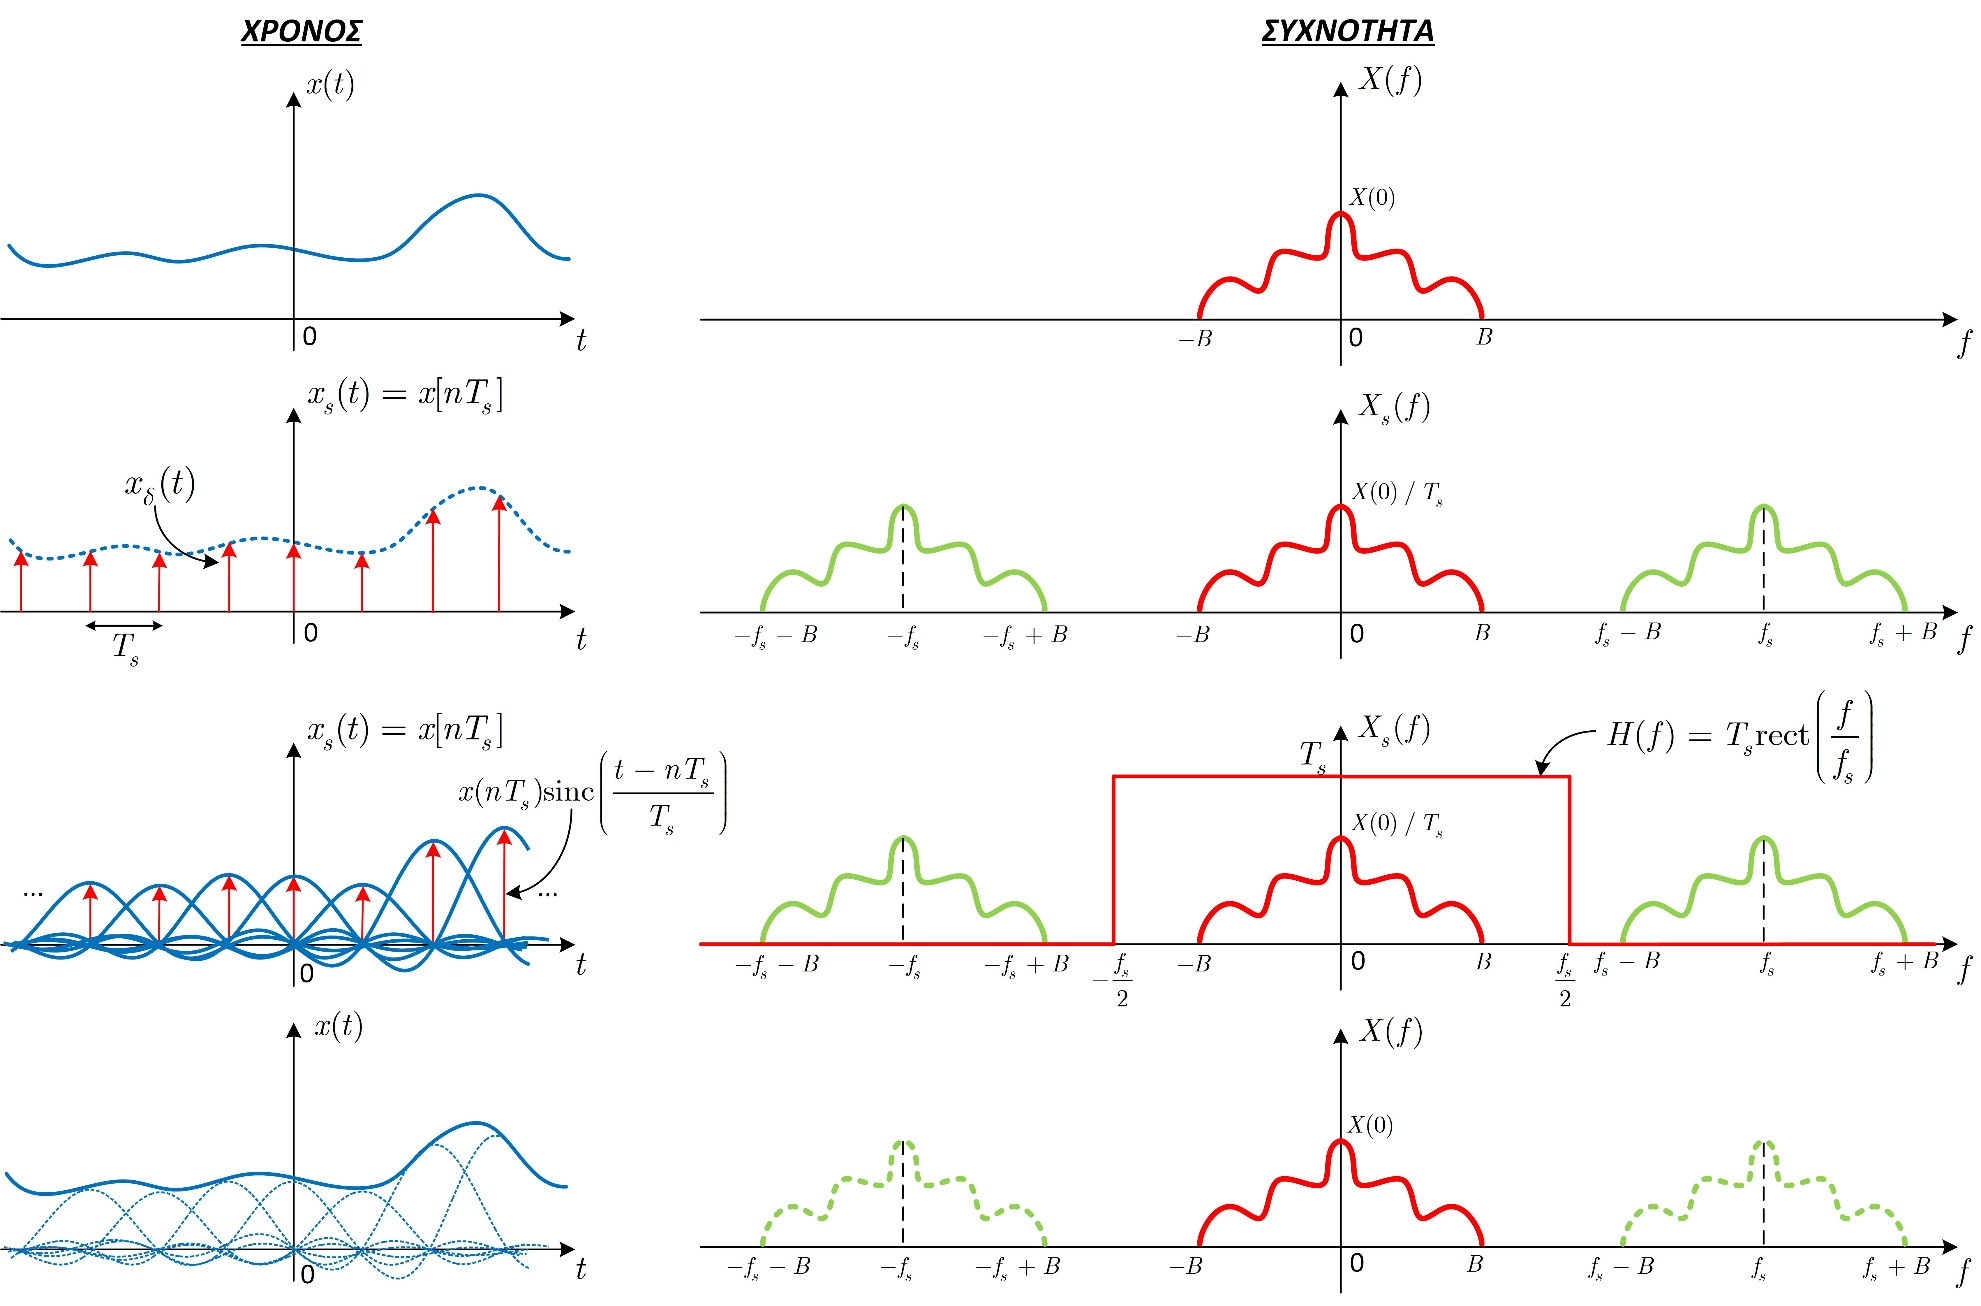 ΧΡΟΝΟΣ
ΣΥΧΝΟΤΗΤΑ
x(t)
0
t
X(f)
X(0)
−B
0
B
f
x_s(t) = x[nT_s]
x_δ(t)
T_s
0
t
X_s(f)
X(0) / T_s
−f_s − B
−f_s
−f_s + B
−B
0
B
f_s − B
f_s
f_s + B
f
x_s(t) = x[nT_s]
x(nT_s)sinc((t − nT_s)/T_s)
...
...
0
t
X_s(f)
T_s
H(f) = T_s rect(f/f_s)
X(0) / T_s
−f_s − B
−f_s
−f_s + B
−f_s/2
−B
0
B
f_s/2
f_s − B
f_s
f_s + B
f
x(t)
0
t
X(f)
X(0)
−f_s − B
−f_s
−f_s + B
−B
0
B
f_s − B
f_s
f_s + B
f